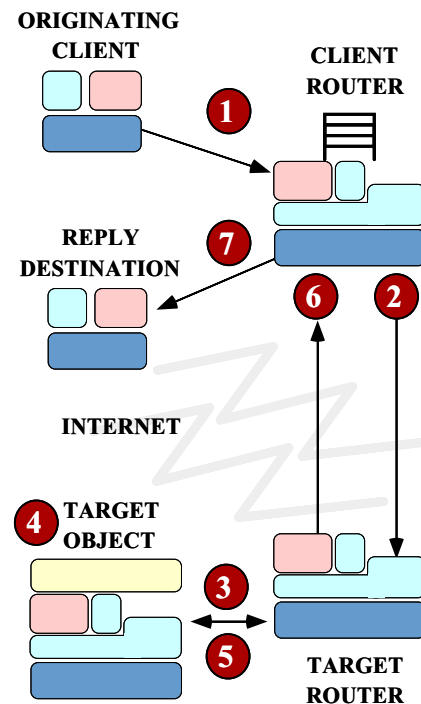 ORIGINATING
CLIENT
CLIENT
ROUTER
1
REPLY
DESTINATION
7
6
2
INTERNET
4
TARGET
OBJECT
3
5
TARGET
ROUTER